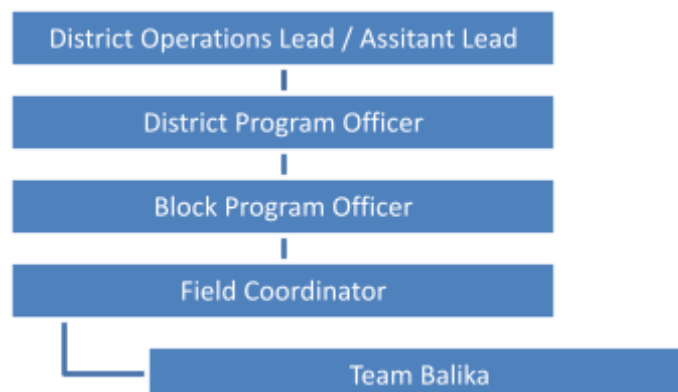 District Operations Lead / Assitant Lead
District Program Officer
Block Program Officer
Field Coordinator
Team Balika